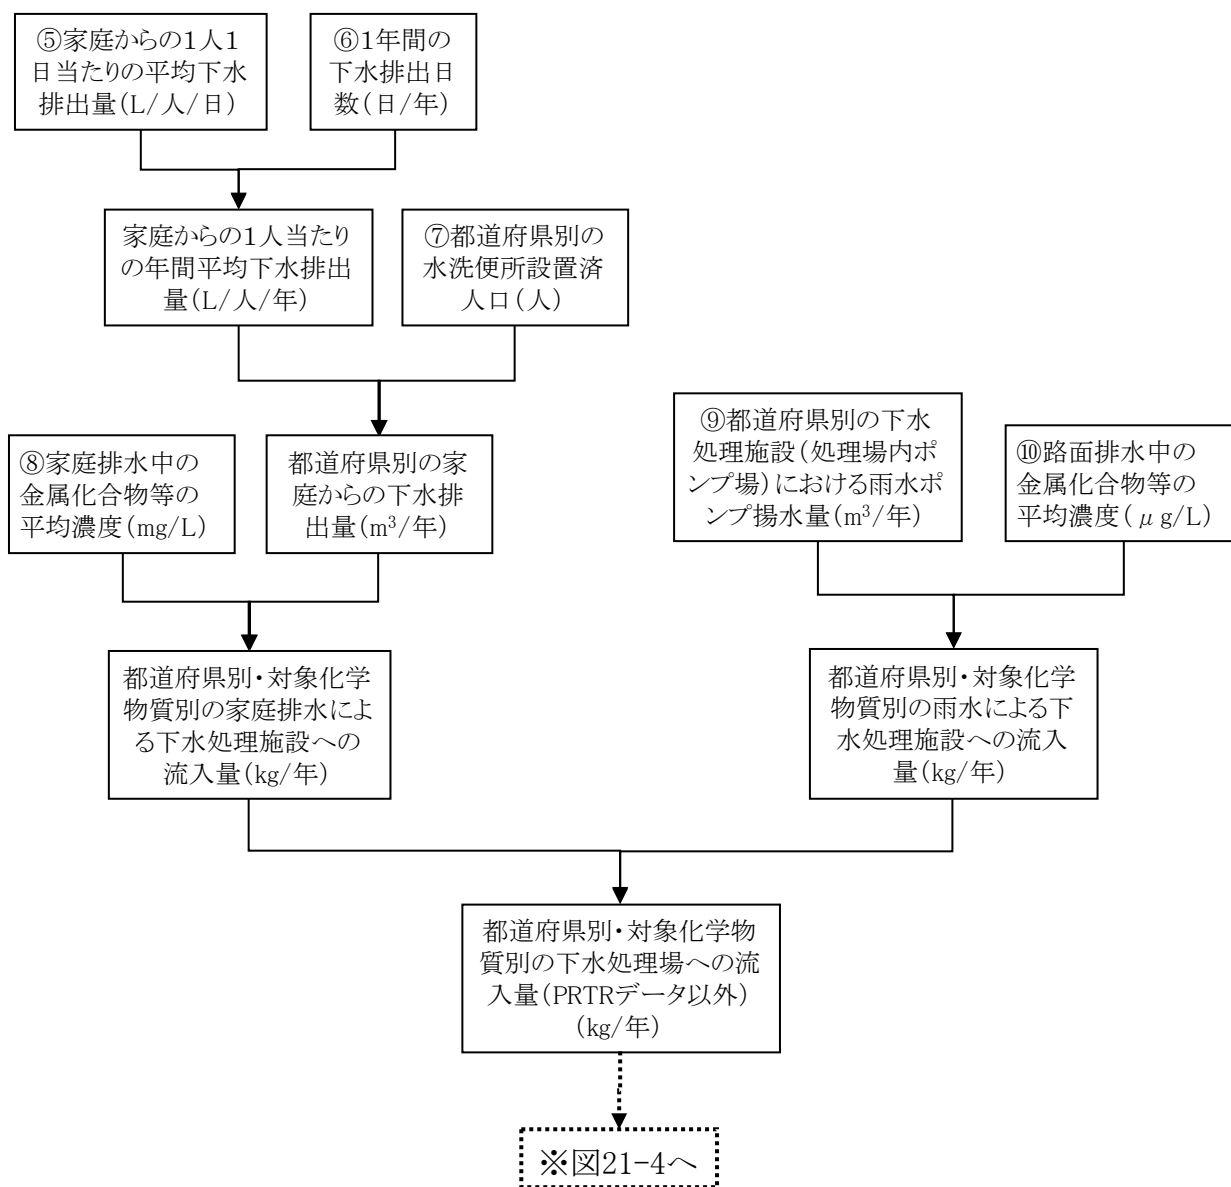 ⑤家庭からの1人1
日当たりの平均下水
排出量(L/人/日)
⑥1年間の
下水排出日
数(日/年)
家庭からの1人当たり
の年間平均下水排出
量(L/人/年)
⑦都道府県別の
水洗便所設置済
人口(人)
⑧家庭排水中の
金属化合物等の
平均濃度(mg/L)
都道府県別の家
庭からの下水排
出量(m³/年)
⑨都道府県別の下水
処理施設(処理場内ポ
ンプ場)における雨水ポ
ンプ揚水量(m³/年)
⑩路面排水中の
金属化合物等の
平均濃度(μg/L)
都道府県別・対象化学
物質別の家庭排水によ
る下水処理施設への
流入量(kg/年)
都道府県別・対象化学
物質別の雨水による下
水処理施設への流入
量(kg/年)
都道府県別・対象化学物
質別の下水処理場への流
入量(PRTRデータ以外)
(kg/年)
※図21-4へ